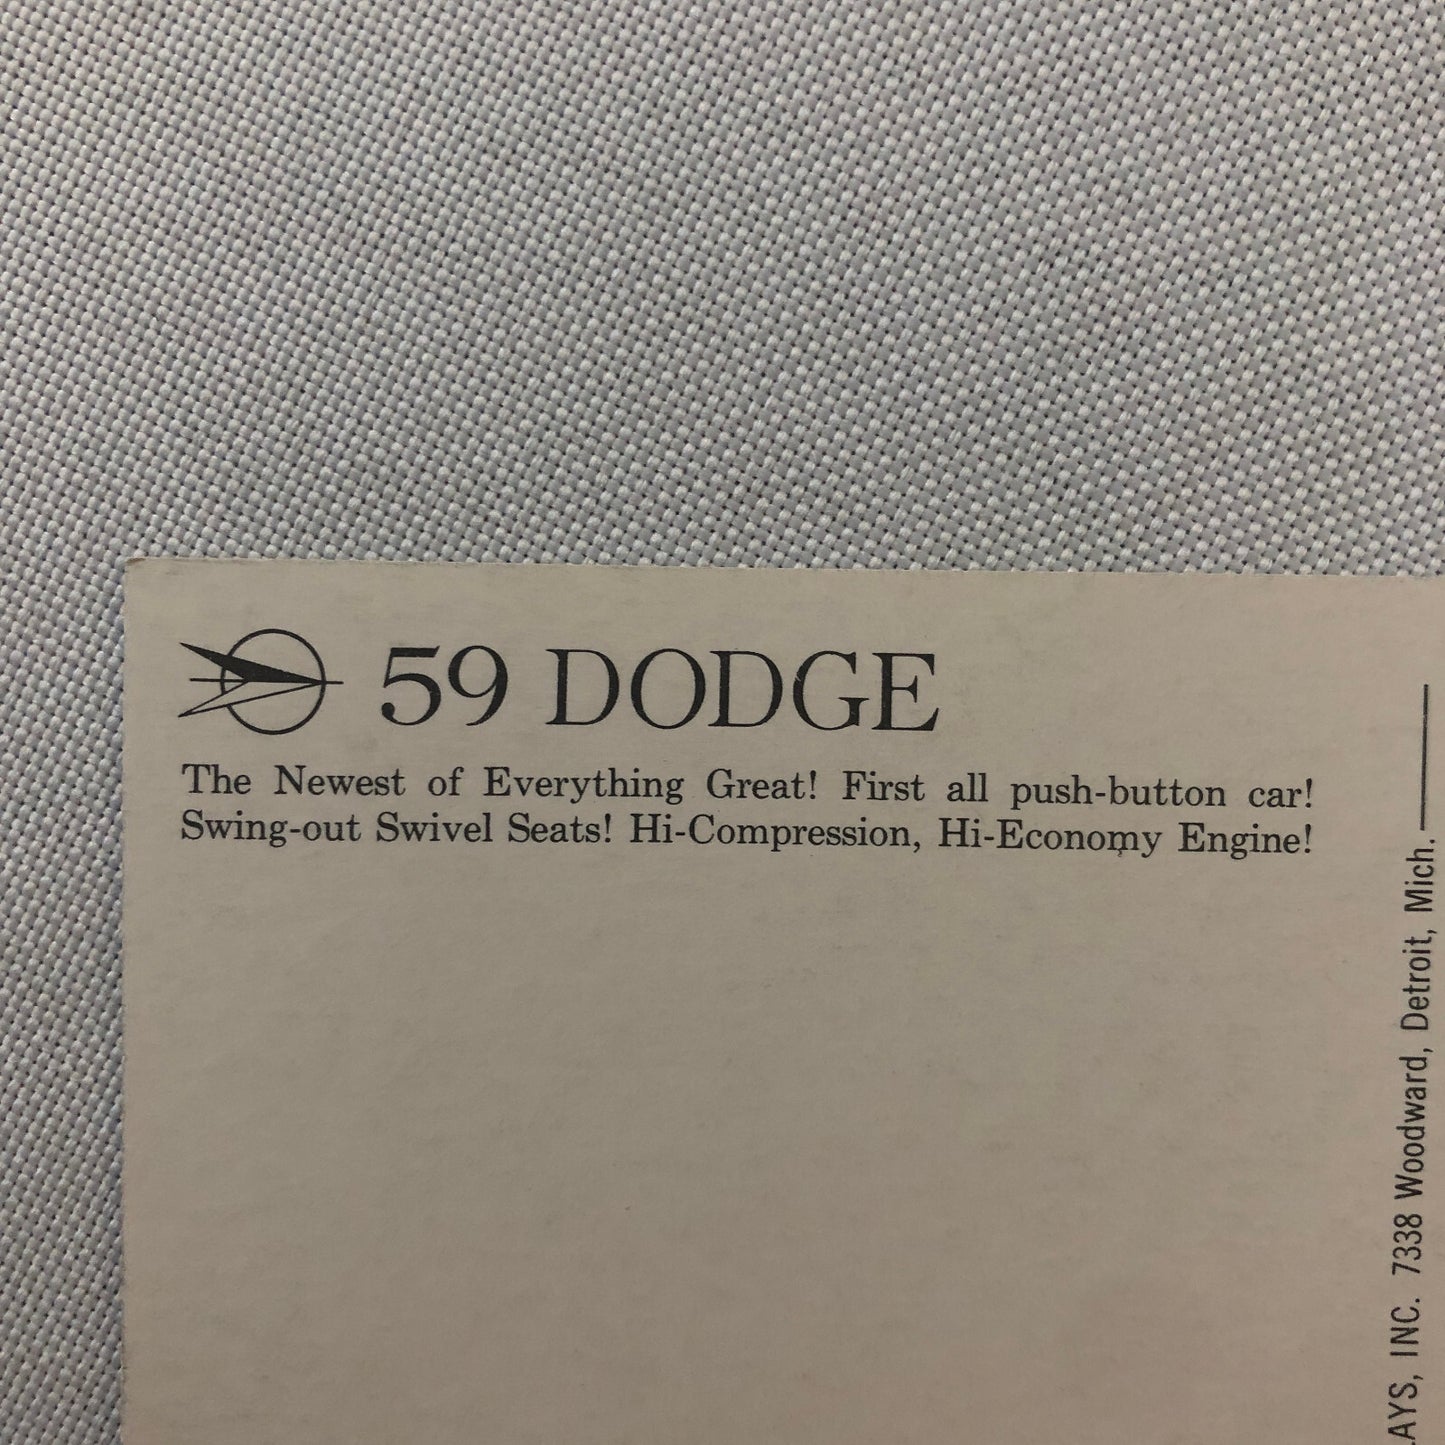 59 DODGE
The Newest of Everything Great! First all push-button car!
Swing-out Swivel Seats! Hi-Compression, Hi-Economy Engine!
INC. 7338 Woodward, Detroit, Mich.